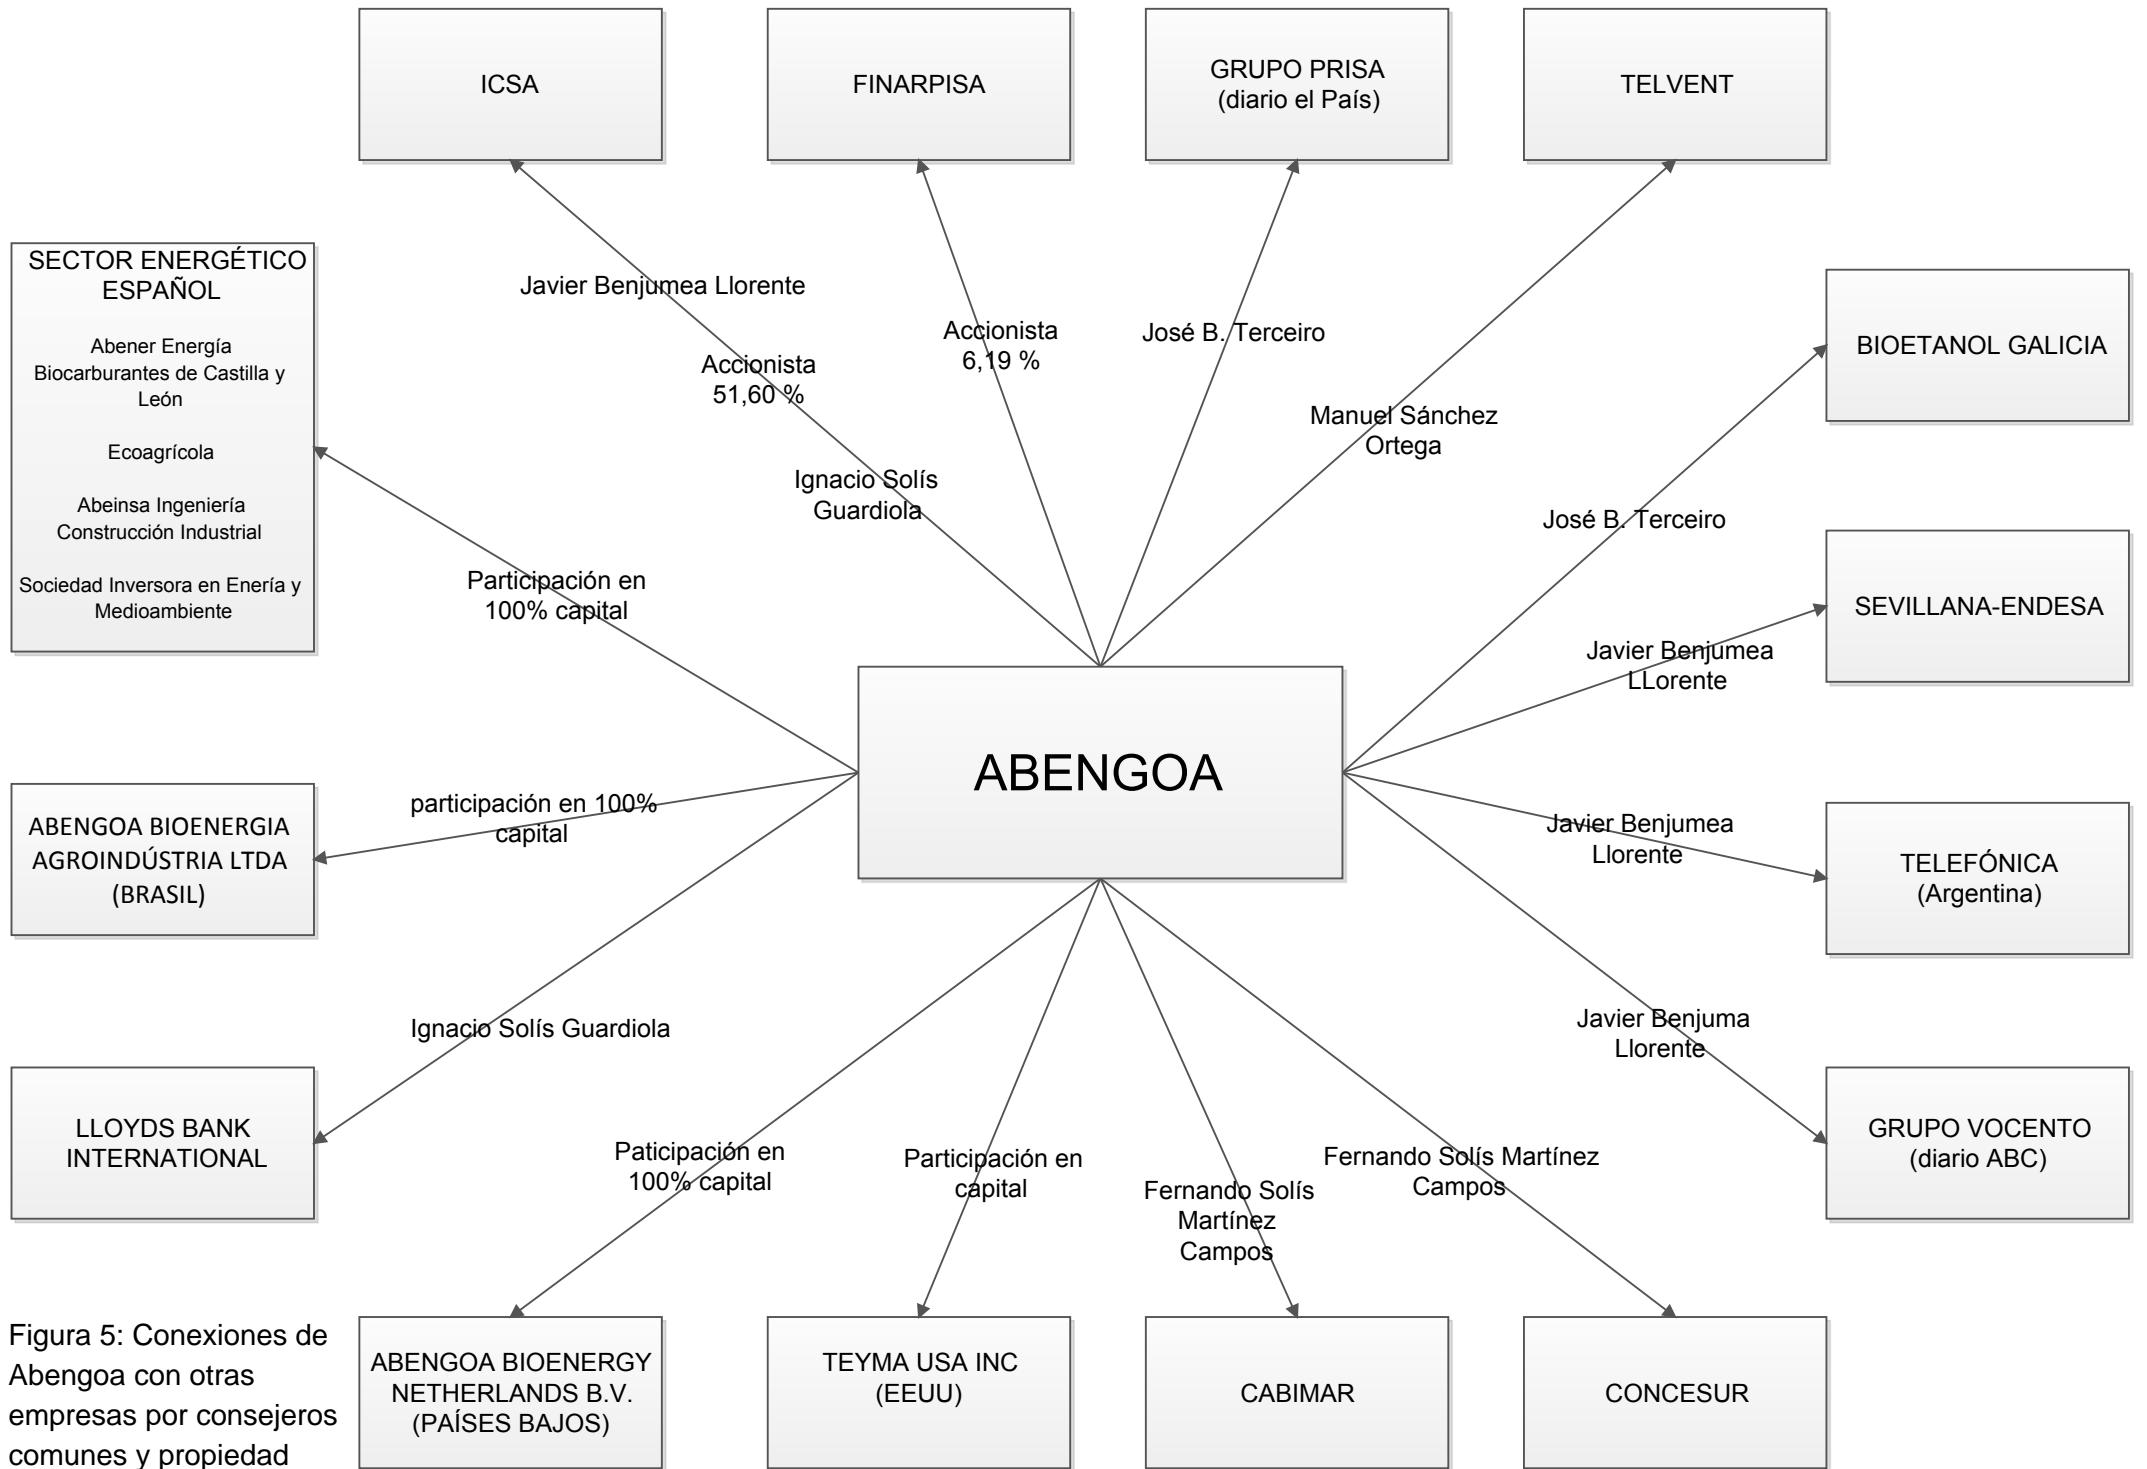 ICSA
FINARPISA
GRUPO PRISA
(diario el País)
TELVENT
SECTOR ENERGÉTICO
ESPAÑOL
Abener Energía
Biocarburantes de Castilla y
León
Ecoagrícola
Abeinsa Ingeniería
Construcción Industrial
Sociedad Inversora en Enería y
Medioambiente
Javier Benjumea Llorente
Accionista
51,60 %
Ignacio Solís
Guardiola
Accionista
6,19 %
José B. Terceiro
Manuel Sánchez
Ortega
BIOETANOL GALICIA
José B. Terceiro
SEVILLANA-ENDESA
Javier Benjumea
LLorente
Participación en
100% capital
ABENGOA
participación en 100%
capital
ABENGOA BIOENERGIA
AGROINDÚSTRIA LTDA
(BRASIL)
Javier Benjumea
Llorente
TELEFÓNICA
(Argentina)
Ignacio Solís Guardiola
LLOYDS BANK
INTERNATIONAL
Javier Benjuma
Llorente
GRUPO VOCENTO
(diario ABC)
Paticipación en
100% capital
Participación en
capital
Fernando Solís
Martínez
Campos
Fernando Solís Martínez
Campos
Figura 5: Conexiones de
Abengoa con otras
empresas por consejeros
comunes y propiedad
ABENGOA BIOENERGY
NETHERLANDS B.V.
(PAÍSES BAJOS)
TEYMA USA INC
(EEUU)
CABIMAR
CONCESUR